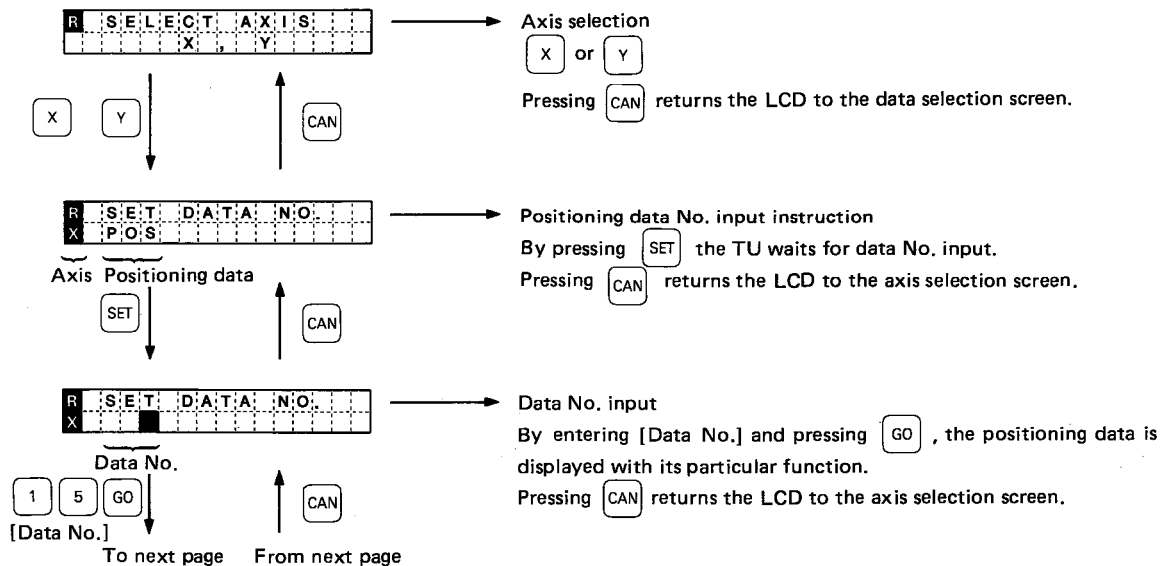 R SELECT AXIS
X , Y
Axis selection
X or Y
Pressing CAN returns the LCD to the data selection screen.
X Y CAN
R SET DATA NO.
X POS
Axis Positioning data
Positioning data No. input instruction
By pressing SET the TU waits for data No. input.
Pressing CAN returns the LCD to the axis selection screen.
SET CAN
R SET DATA NO.
X
Data No.
Data No. input
By entering [Data No.] and pressing GO , the positioning data is
displayed with its particular function.
Pressing CAN returns the LCD to the axis selection screen.
1 5 GO CAN
[Data No.]
To next page From next page